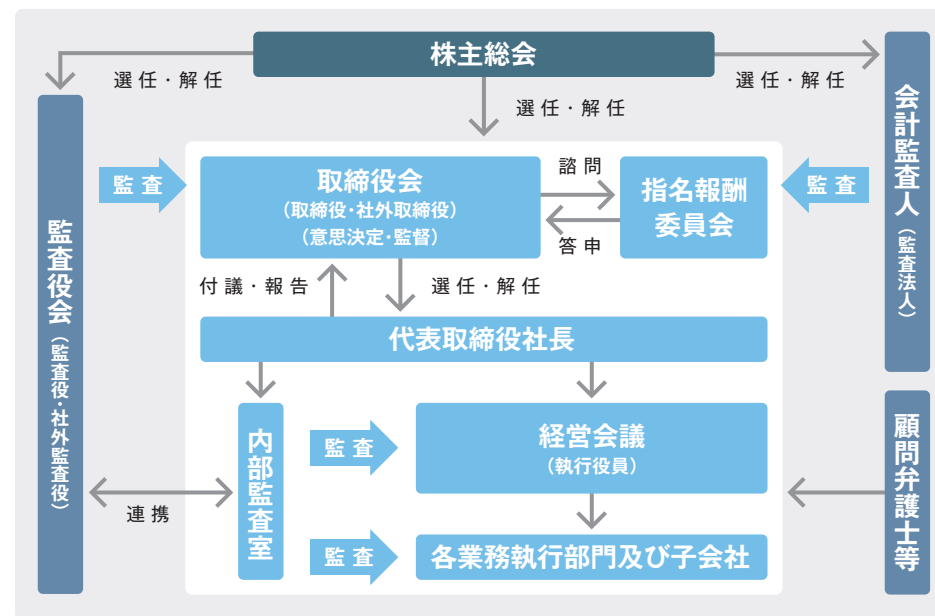 株主総会
選任・解任
選任・解任
選任・解任
監査役会(監査役・社外監査役)
会計監査人(監査法人)
監査
取締役会
(取締役・社外取締役)
(意思決定・監督)
諮問
答申
指名報酬
委員会
監査
付議・報告
選任・解任
代表取締役社長
内部監査室
監査
経営会議
(執行役員)
顧問弁護士等
連携
監査
各業務執行部門及び子会社